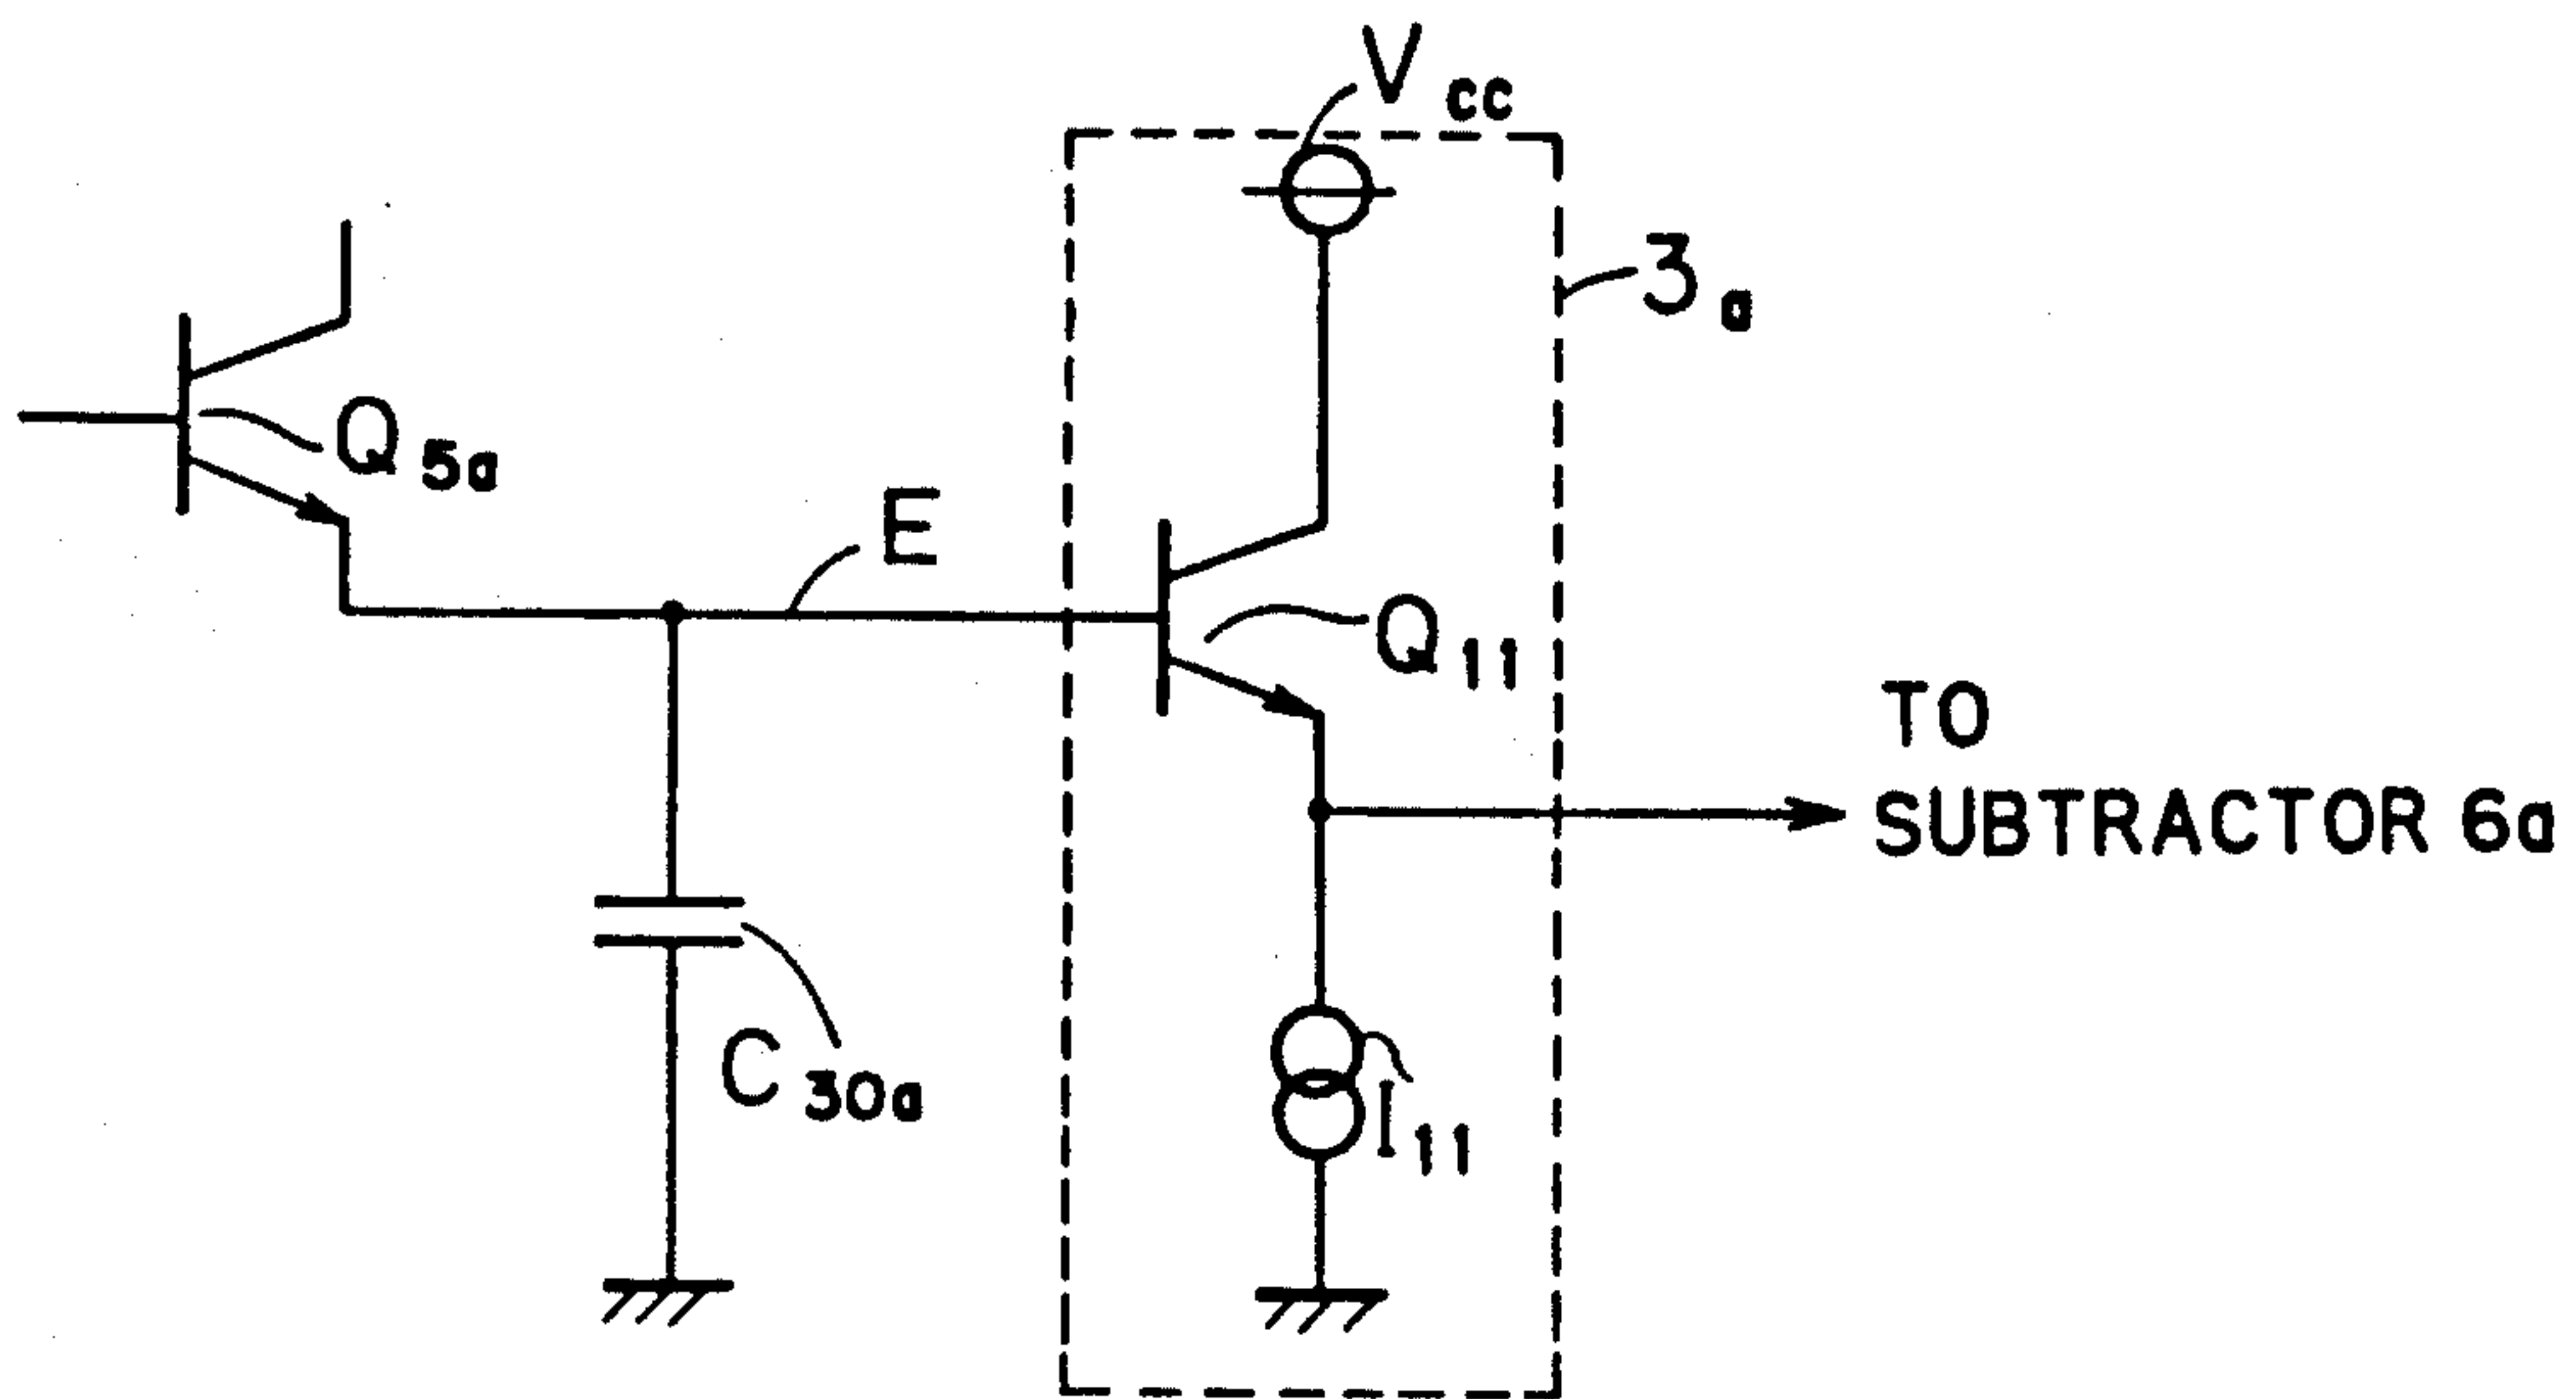 Vcc
3a
Q5a
E
Q11
TO
SUBTRACTOR 6a
C30a
I11